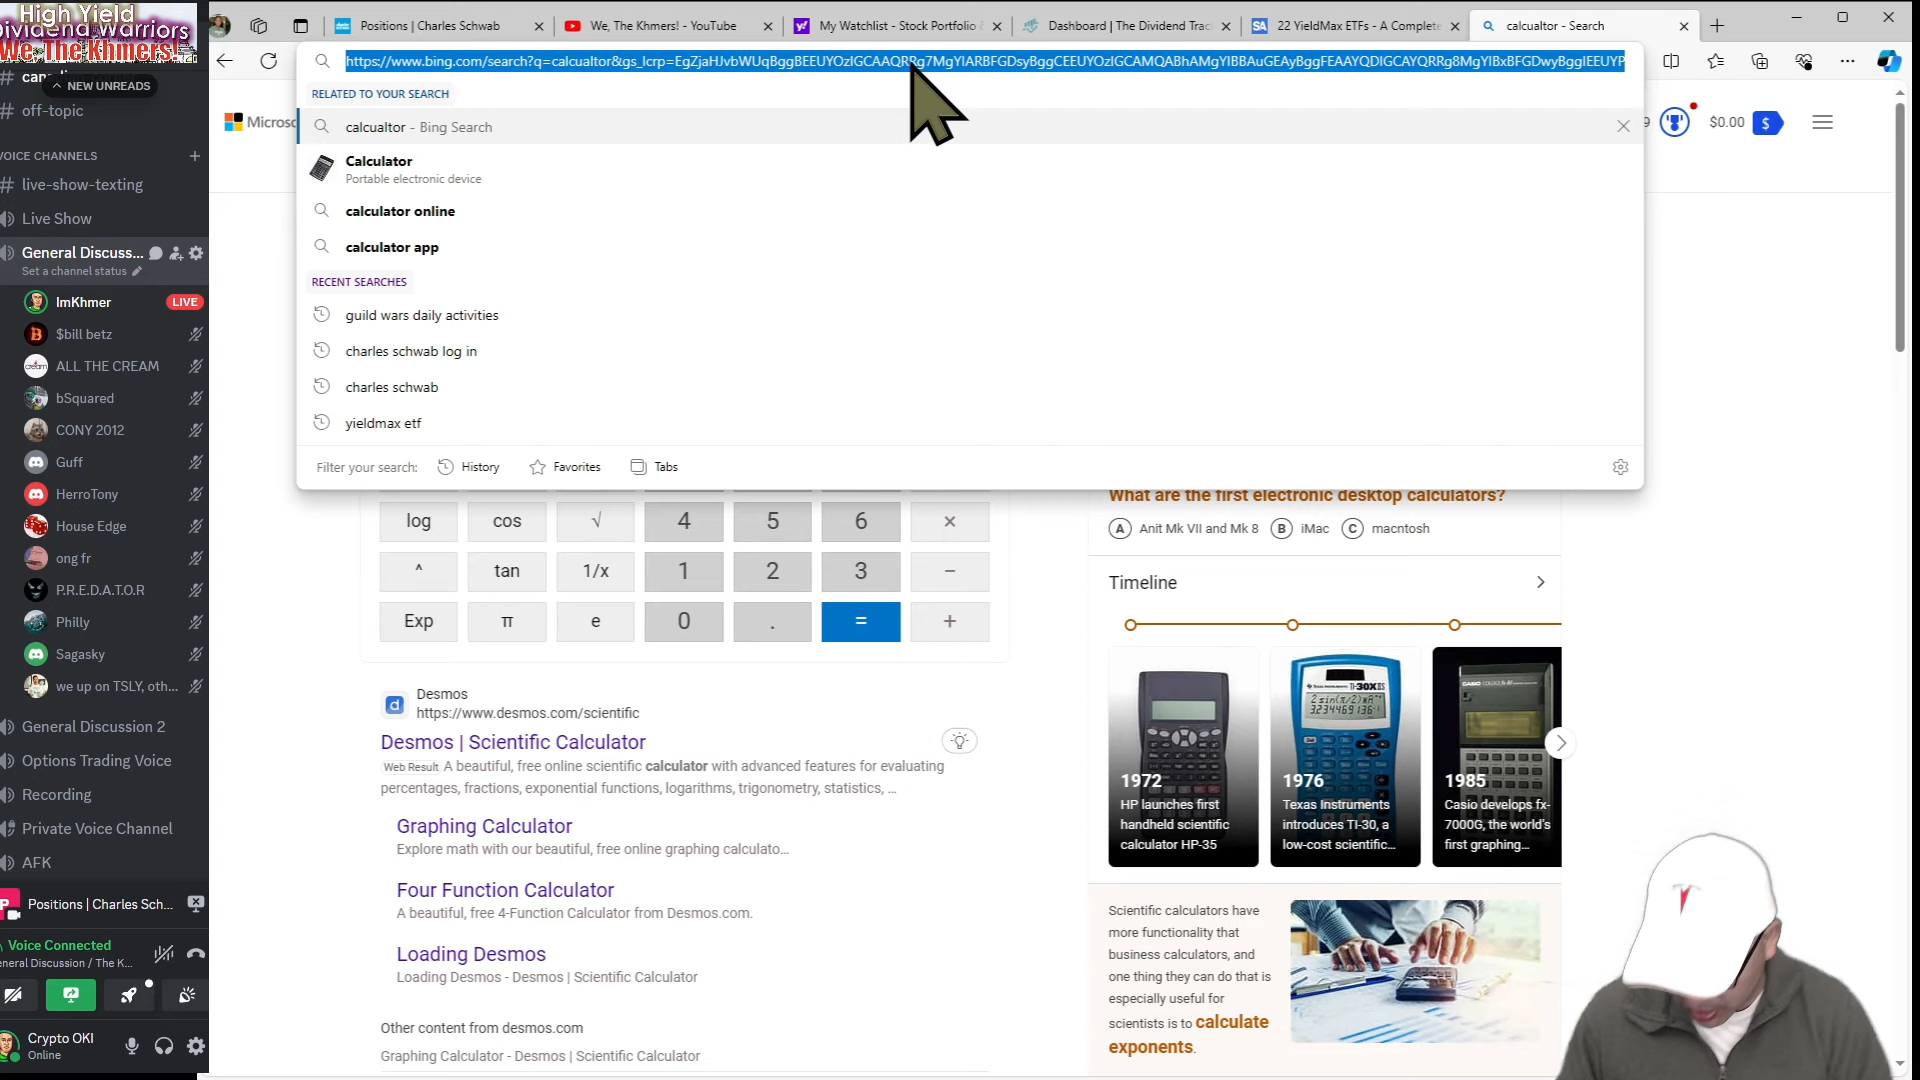 High Yield
Dividend Warriors
We The Khmers!
NEW UNREADS
off-topic
VOICE CHANNELS
live-show-texting
Live Show
General Discuss...
Set a channel status
ImKhmer
LIVE
$bill betz
ALL THE CREAM
bSquared
CONY 2012
Guff
HerroTony
House Edge
ong fr
P.R.E.D.A.T.O.R
Philly
Sagasky
we up on TSLY, oth...
General Discussion 2
Options Trading Voice
Recording
Private Voice Channel
AFK
Positions | Charles Sch...
Voice Connected
eneral Discussion / The K...
Crypto OKI
Online
Positions | Charles Schwab
We, The Khmers! - YouTube
My Watchlist - Stock Portfolio &
Dashboard | The Dividend Trac
SA
22 YieldMax ETFs - A Complete
calcualtor - Search
RELATED TO YOUR SEARCH
calcualtor - Bing Search
Calculator
Portable electronic device
calculator online
calculator app
RECENT SEARCHES
guild wars daily activities
charles schwab log in
charles schwab
yieldmax etf
Filter your search:
History
Favorites
Tabs
Microso
9
$0.00
$
log cos √ 4 5 6 ×
^ tan 1/x 1 2 3 −
Exp π e 0 . = +
Desmos
https://www.desmos.com/scientific
Desmos | Scientific Calculator
Web Result A beautiful, free online scientific calculator with advanced features for evaluating
percentages, fractions, exponential functions, logarithms, trigonometry, statistics, ...
Graphing Calculator
Explore math with our beautiful, free online graphing calculato...
Four Function Calculator
A beautiful, free 4-Function Calculator from Desmos.com.
Loading Desmos
Loading Desmos - Desmos | Scientific Calculator
Other content from desmos.com
Graphing Calculator - Desmos | Scientific Calculator
What are the first electronic desktop calculators?
A Anit Mk VII and Mk 8 B iMac C macntosh
Timeline
1972
HP launches first
handheld scientific
calculator HP-35
1976
Texas Instruments
introduces TI-30, a
low-cost scientific...
1985
Casio develops fx-
7000G, the world's
first graphing...
Scientific calculators have
more functionality that
business calculators, and
one thing they can do that is
especially useful for
scientists is to calculate
exponents.